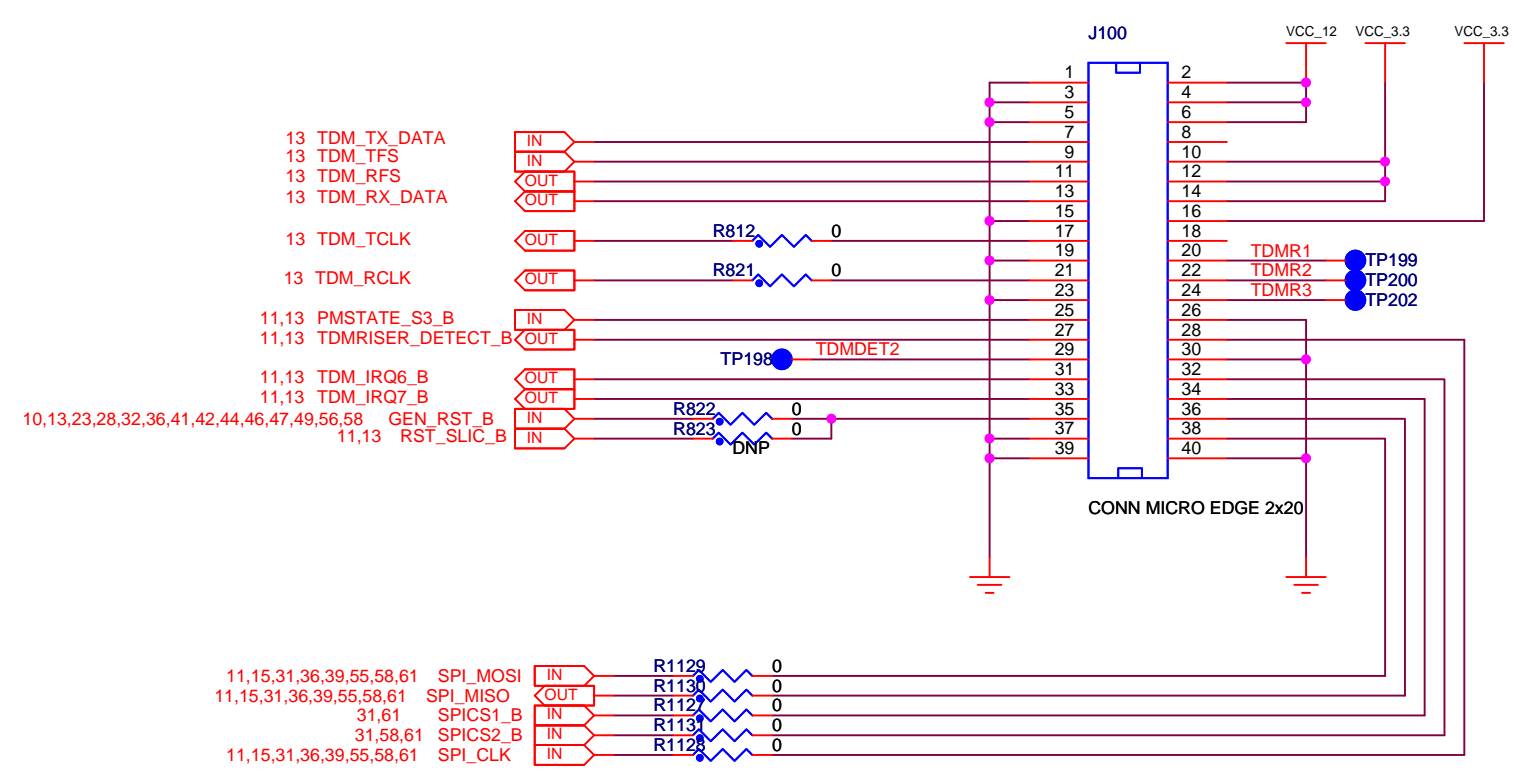 J100 VCC_12 VCC_3.3 VCC_3.3
1 2
3 4
5 6
13 TDM_TX_DATA IN 7 8
13 TDM_TFS IN 9 10
13 TDM_RFS OUT 11 12
13 TDM_RX_DATA OUT 13 14
15 16
13 TDM_TCLK OUT R812 0 17 18
19 20 TDMR1 TP199
13 TDM_RCLK OUT R821 0 21 22 TDMR2 TP200
23 24 TDMR3 TP202
11,13 PMSTATE_S3_B IN 25 26
11,13 TDMRISER_DETECT_B OUT 27 28
TP198 TDMDET2 29 30
11,13 TDM_IRQ6_B OUT 31 32
11,13 TDM_IRQ7_B OUT 33 34
10,13,23,28,32,36,41,42,44,46,47,49,56,58 GEN_RST_B IN R822 0 35 36
11,13 RST_SLIC_B IN R823 0 37 38
DNP 39 40
CONN MICRO EDGE 2x20
11,15,31,36,39,55,58,61 SPI_MOSI IN R1129 0
11,15,31,36,39,55,58,61 SPI_MISO OUT R1130 0
31,61 SPICS1_B IN R1127 0
31,58,61 SPICS2_B IN R1131 0
11,15,31,36,39,55,58,61 SPI_CLK IN R1128 0